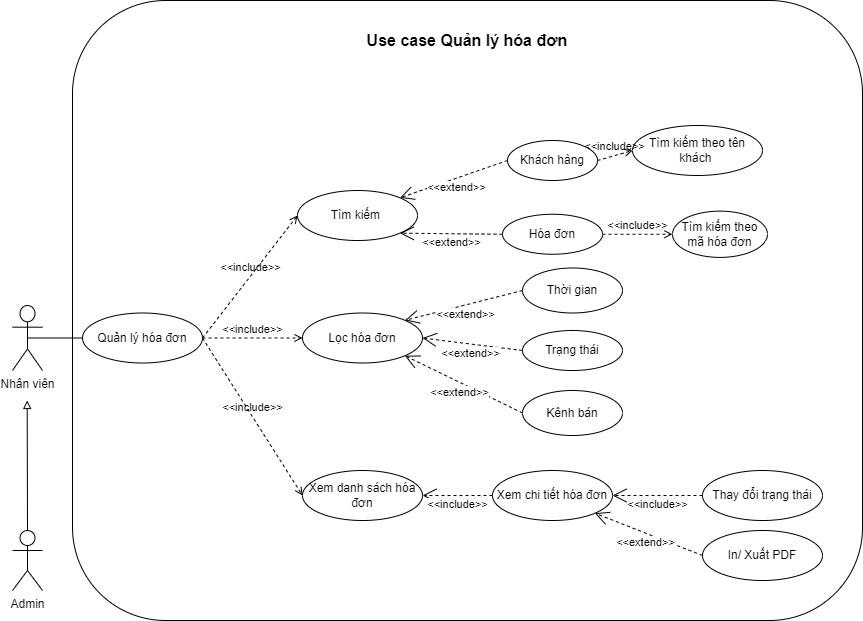 Use case Quản lý hóa đơn
Khách hàng
<<include>>
Tìm kiếm theo tên
khách
<<extend>>
Tìm kiếm
Hóa đơn
<<include>>
Tìm kiếm theo
mã hóa đơn
<<extend>>
<<include>>
Thời gian
<<extend>>
Nhân viên
Quản lý hóa đơn
<<include>>
Lọc hóa đơn
Trạng thái
<<extend>>
<<extend>>
Kênh bán
<<include>>
Xem danh sách hóa
đơn
<<include>>
Xem chi tiết hóa đơn
<<include>>
Thay đổi trạng thái
<<extend>>
In/ Xuất PDF
Admin